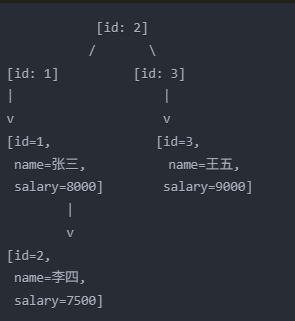 [id: 2]
/ \
[id: 1] [id: 3]
| |
v v
[id=1, [id=3,
name=张三, name=王五,
salary=8000] salary=9000]
|
v
[id=2,
name=李四,
salary=7500]